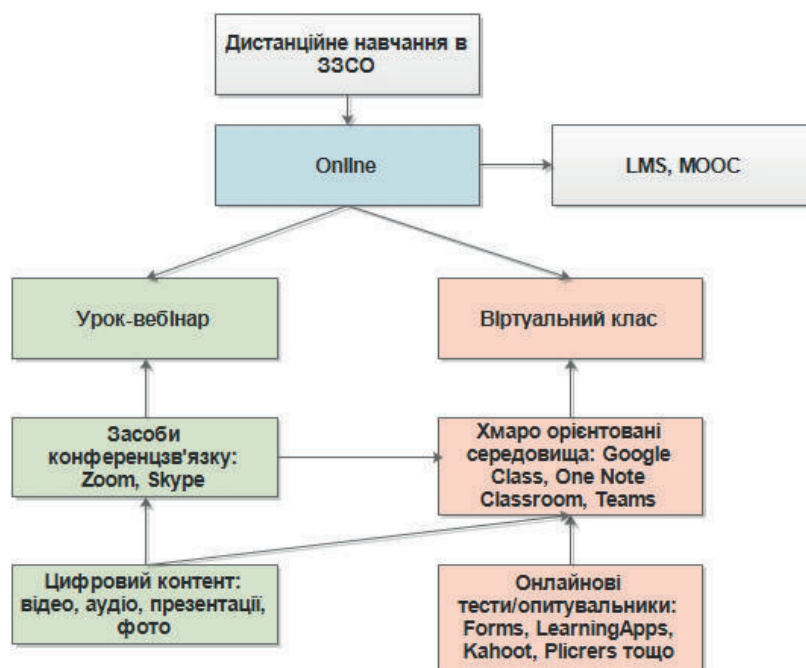 Дистанційне навчання в
ЗЗСО
Online
LMS, MOOC
Урок-вебінар
Віртуальний клас
Засоби
конференцзв'язку:
Zoom, Skype
Хмаро орієнтовані
середовища: Google
Class, One Note
Classroom, Teams
Цифровий контент:
відео, аудіо, презентації,
фото
Онлайнові
тести/опитувальники:
Forms, LearningApps,
Kahoot, Plicrers тощо